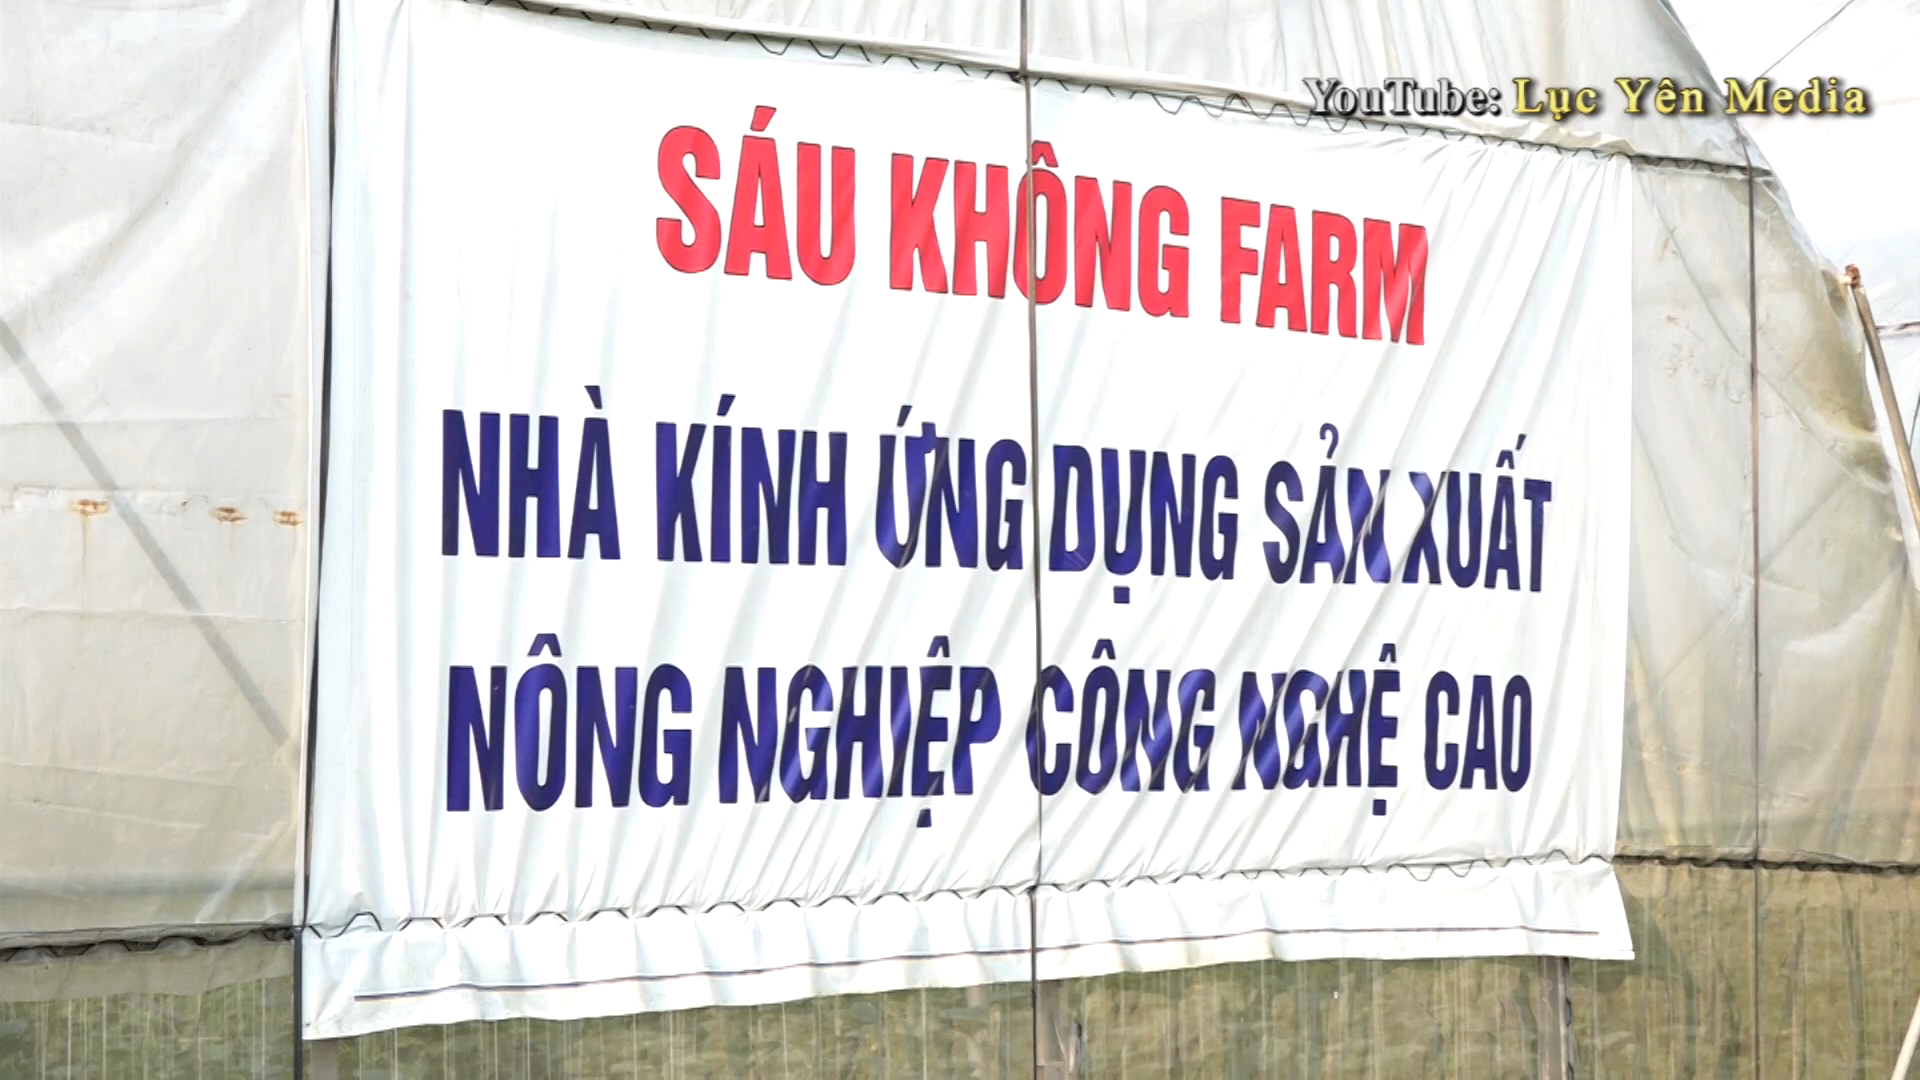 YouTube: Lục Yên Media
SÁU KHÔNG FARM
NHÀ KÍNH ỨNG DỤNG SẢN XUẤT
NÔNG NGHIỆP CÔNG NGHỆ CAO